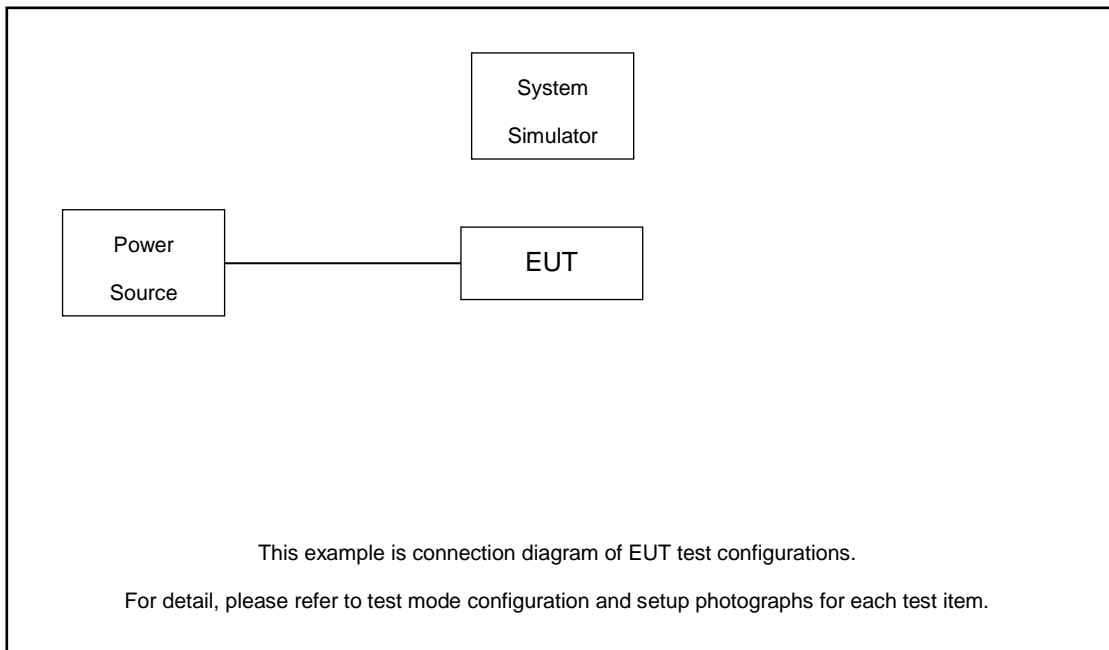 System
Simulator
Power
Source
EUT
This example is connection diagram of EUT test configurations.
For detail, please refer to test mode configuration and setup photographs for each test item.